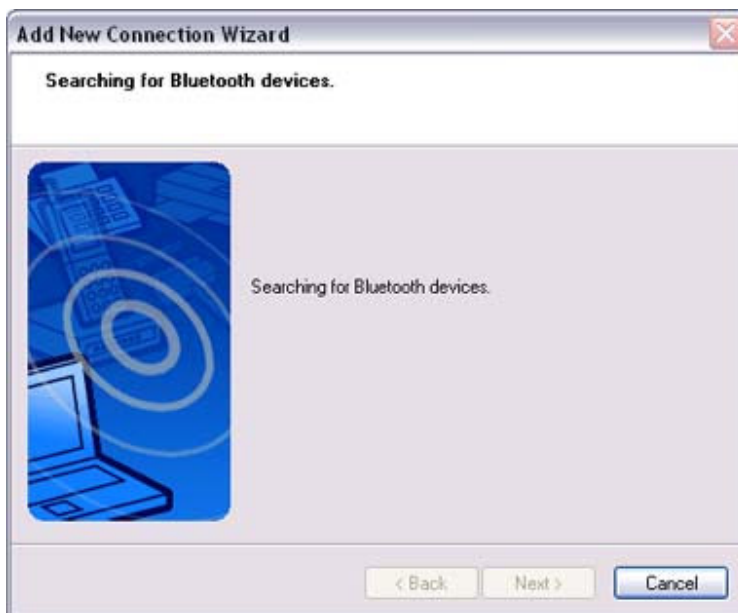 Add New Connection Wizard
Searching for Bluetooth devices.
Searching for Bluetooth devices.
< Back Next > Cancel